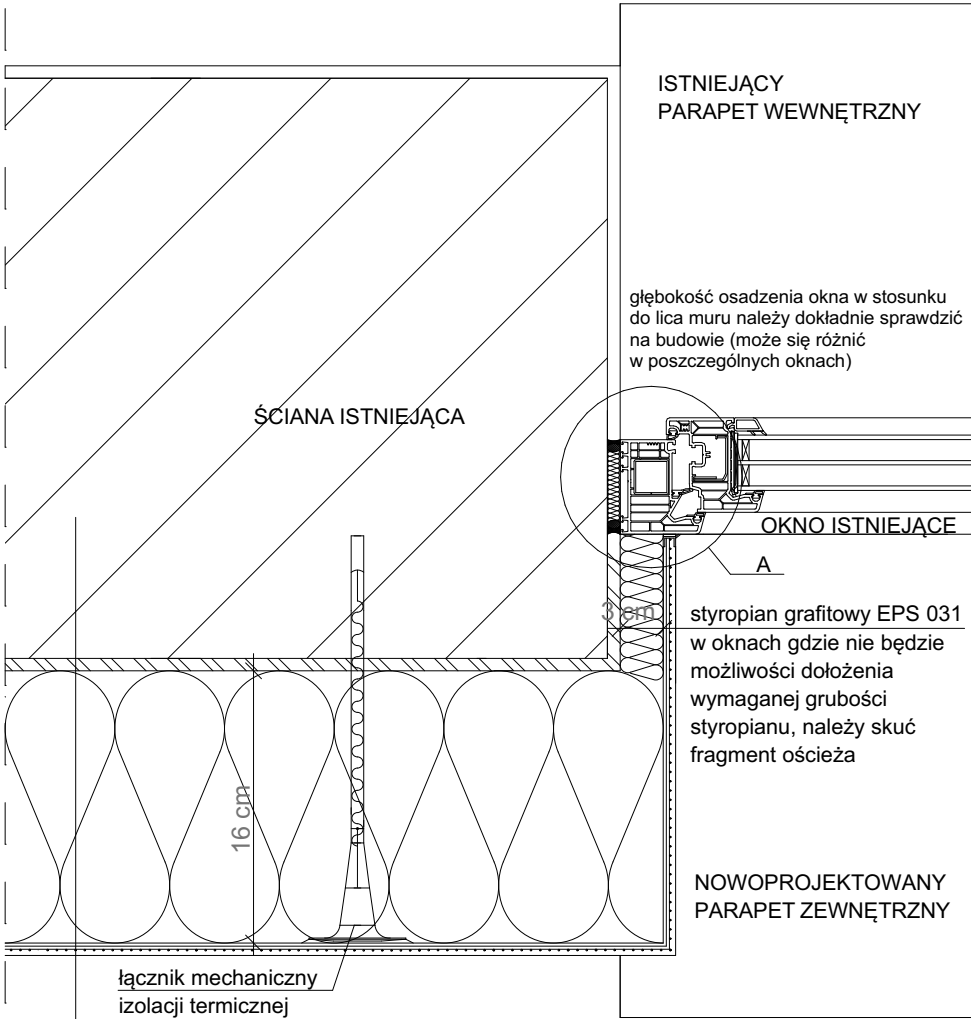 ISTNIEJĄCY
PARAPET WEWNĘTRZNY
głębokość osadzenia okna w stosunku
do lica muru należy dokładnie sprawdzić
na budowie (może się różnić
w poszczególnych oknach)
ŚCIANA ISTNIEJĄCA
OKNO ISTNIEJĄCE
A
3 cm
styropian grafitowy EPS 031
w oknach gdzie nie będzie
możliwości dołożenia
wymaganej grubości
styropianu, należy skuć
fragment ościeża
16 cm
NOWOPROJEKTOWANY
PARAPET ZEWNĘTRZNY
łącznik mechaniczny
izolacji termicznej